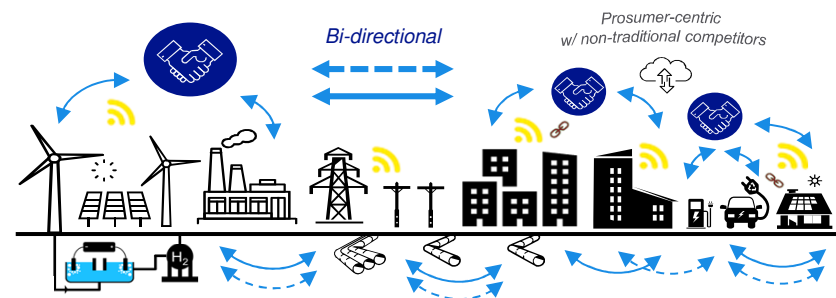 Bi-directional
Prosumer-centric
w/ non-traditional competitors
H2